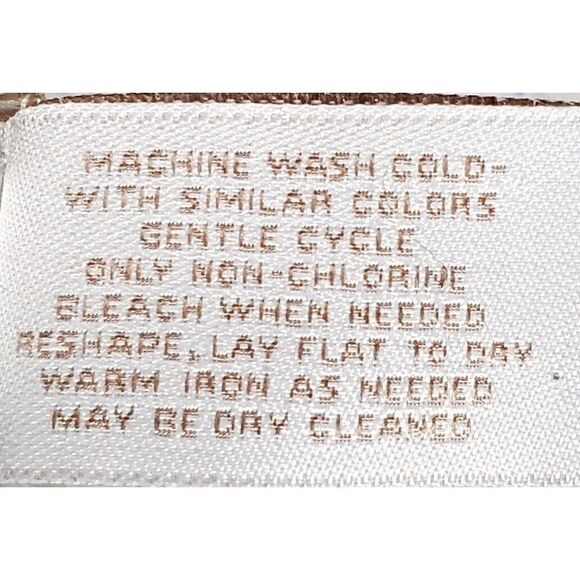 MACHINE WASH COLD-
WITH SIMILAR COLORS
GENTLE CYCLE
ONLY NON-CHLORINE
BLEACH WHEN NEEDED
RESHAPE, LAY FLAT TO DRY
WARM IRON AS NEEDED
MAY BE DRY CLEANED